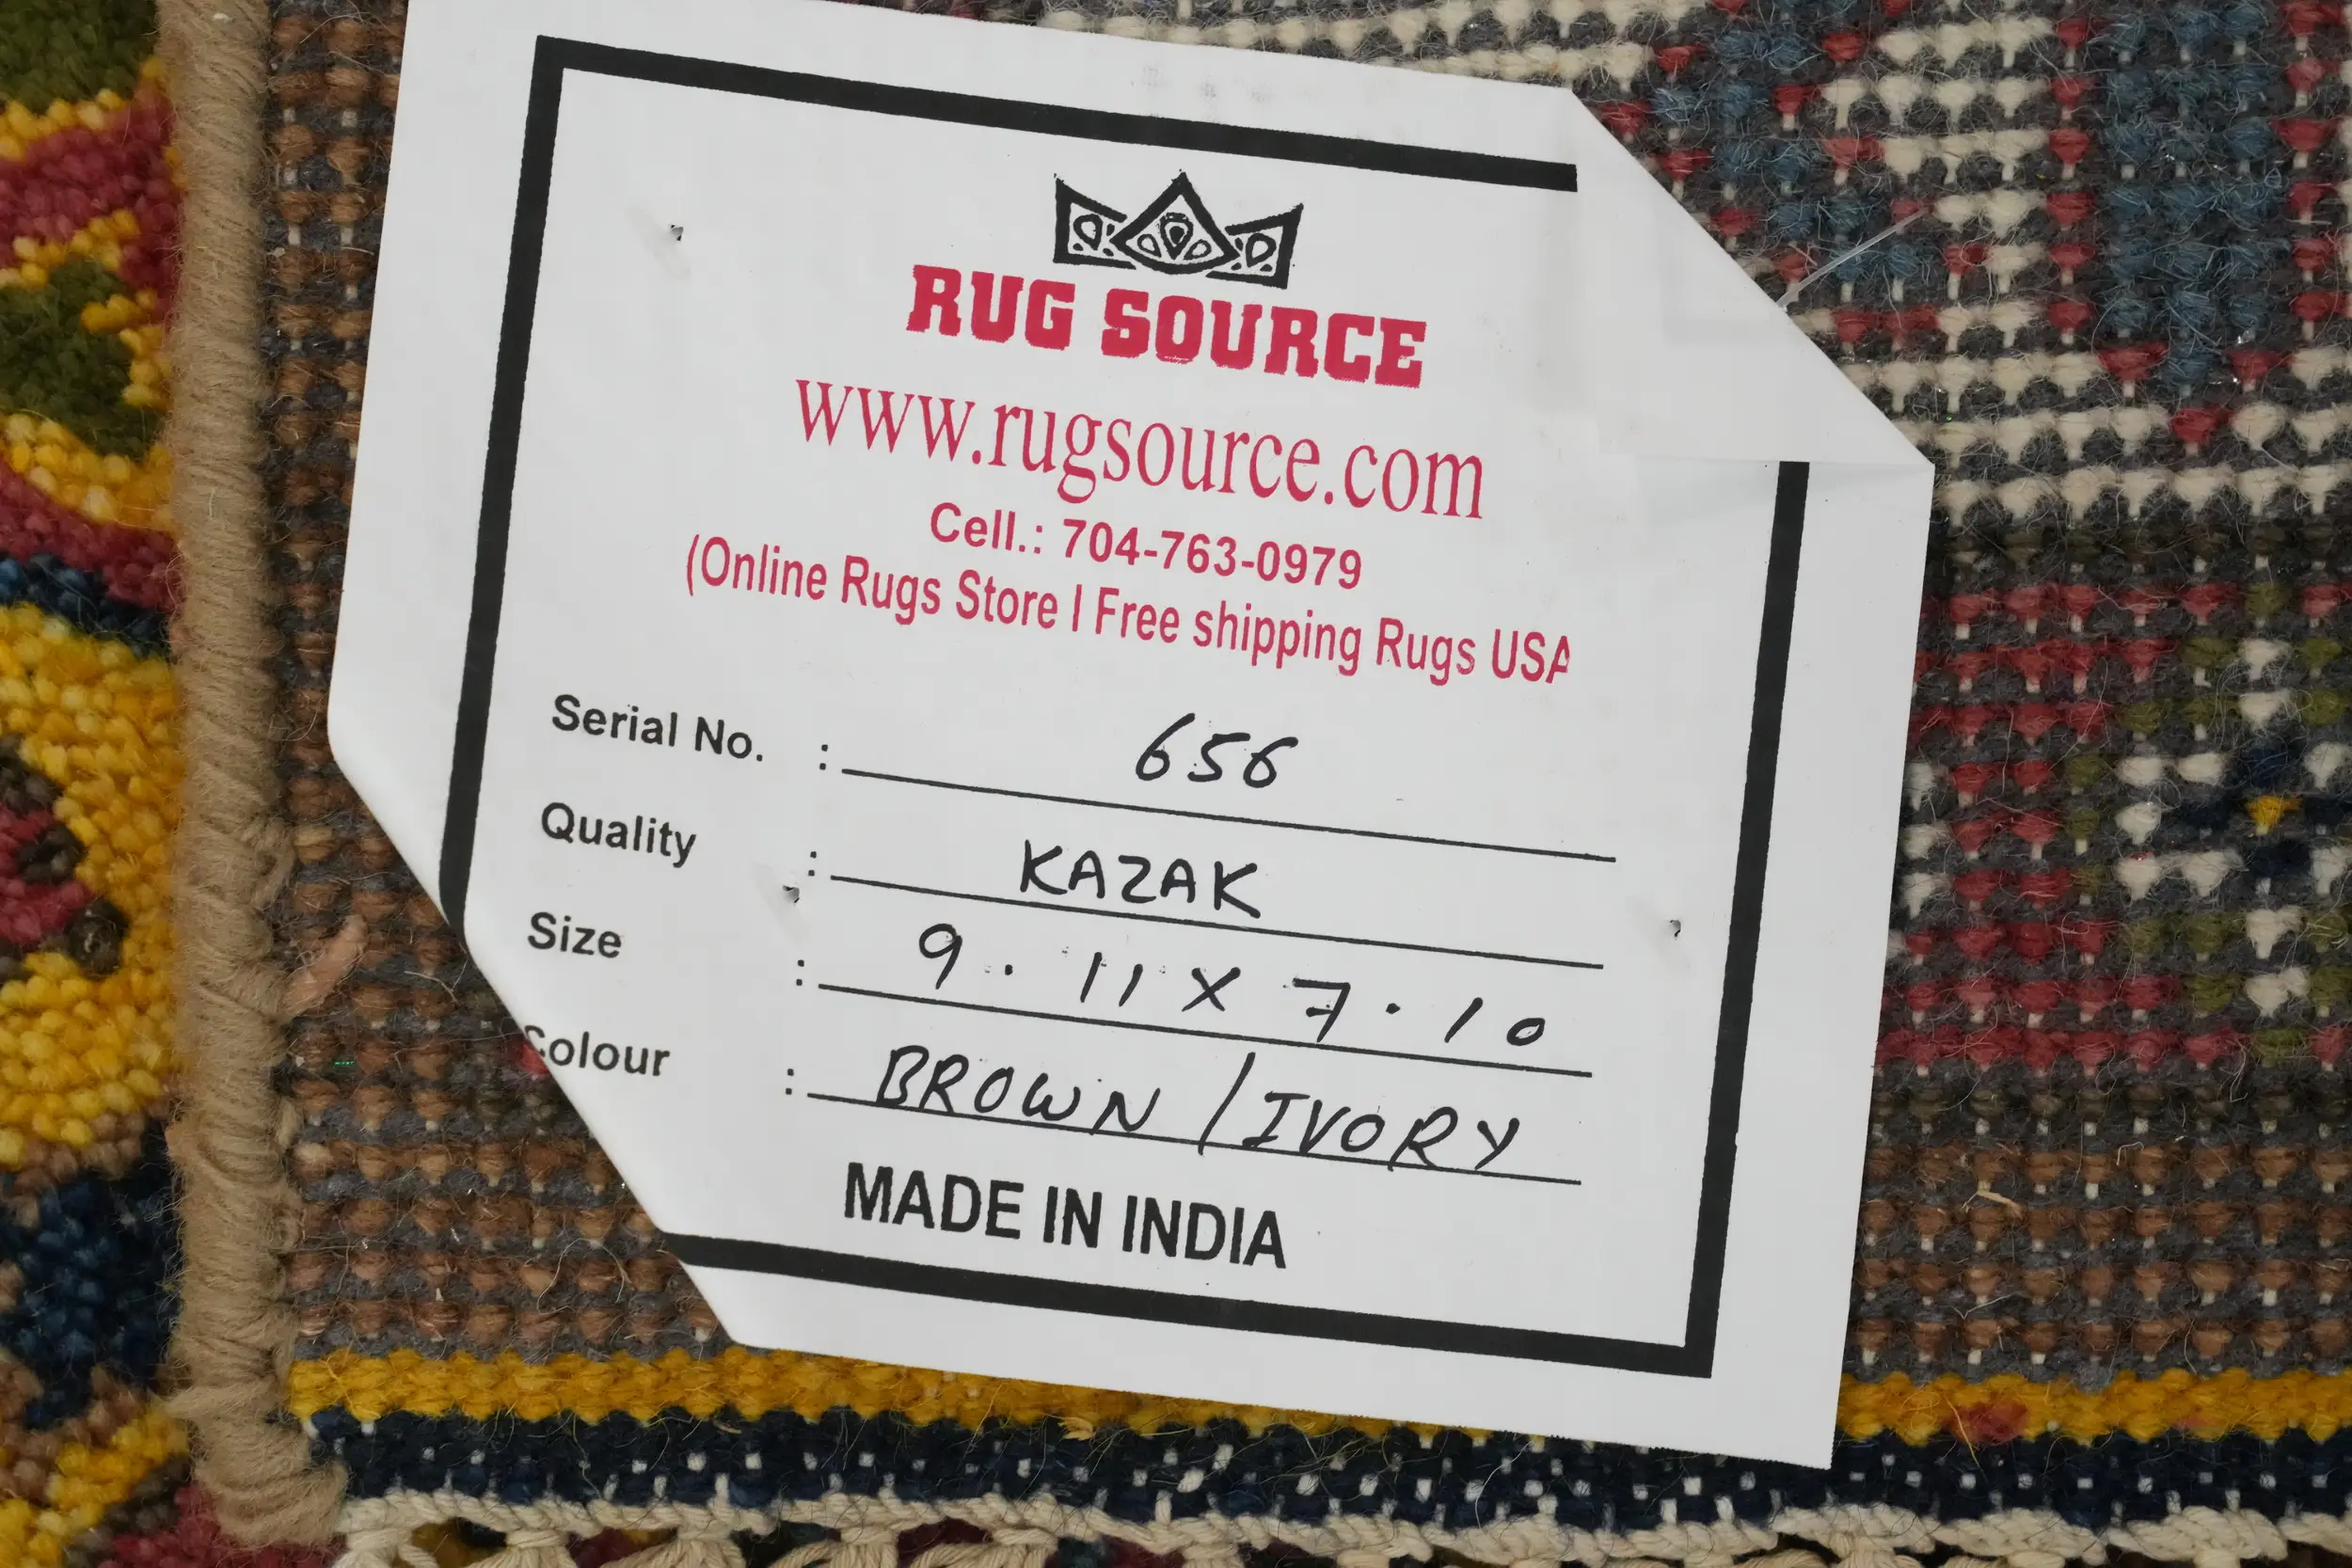 RUG SOURCE
www.rugsource.com
Cell.: 704-763-0979
(Online Rugs Store | Free shipping Rugs USA
Serial No. : 656
Quality : KAZAK
Size : 9.11 X 7.10
Colour : BROWN / IVORY
MADE IN INDIA